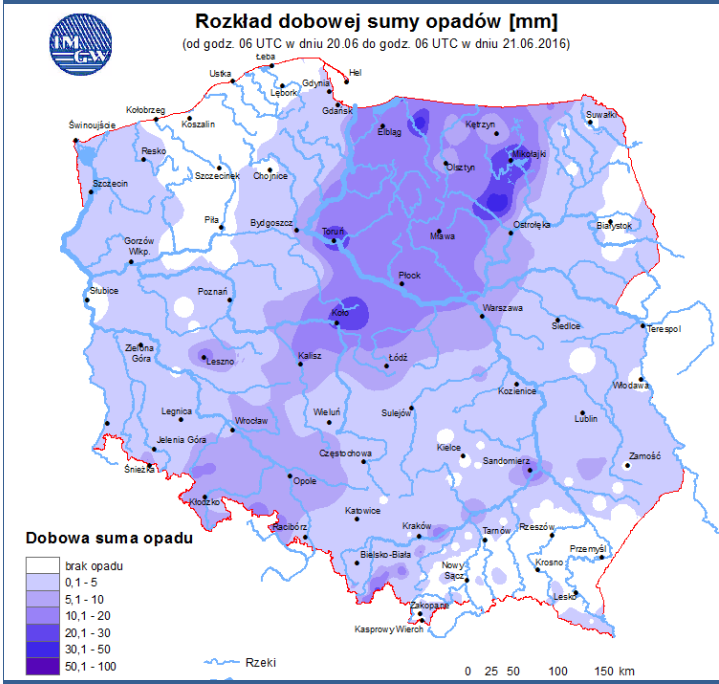 Rozkład dobowej sumy opadów [mm]
(od godz. 06 UTC w dniu 20.06 do godz. 06 UTC w dniu 21.06.2016)
IM
GW
Łeba
Ustka
Hel
Lębork
Gdynia
Kołobrzeg
Gdańsk
Suwałki
Świnoujście
Koszalin
Elbląg
Kętrzyn
Resko
Mikołajki
Szczecinek
Chojnice
Olsztyn
Szczecin
Piła
Bydgoszcz
Toruń
Mława
Ostrołęka
Białystok
Gorzów
Wlkp.
Płock
Słubice
Poznań
Koło
Warszawa
Siedlce
Terespol
Zielona
Góra
Leszno
Kalisz
Łódź
Kozienice
Włodawa
Legnica
Wrocław
Wieluń
Sulejów
Lublin
Jelenia Góra
Kielce
Częstochowa
Sandomierz
Zamość
Śnieżka
Opole
Kłodzko
Katowice
Racibórz
Kraków
Tarnów
Rzeszów
Przemyśl
Bielsko-Biała
Nowy
Sącz
Krosno
Lesko
Zakopane
Kasprowy Wierch
Dobowa suma opadu
brak opadu
0,1 - 5
5,1 - 10
10,1 - 20
20,1 - 30
30,1 - 50
50,1 - 100
Rzeki
0 25 50 100 150 km